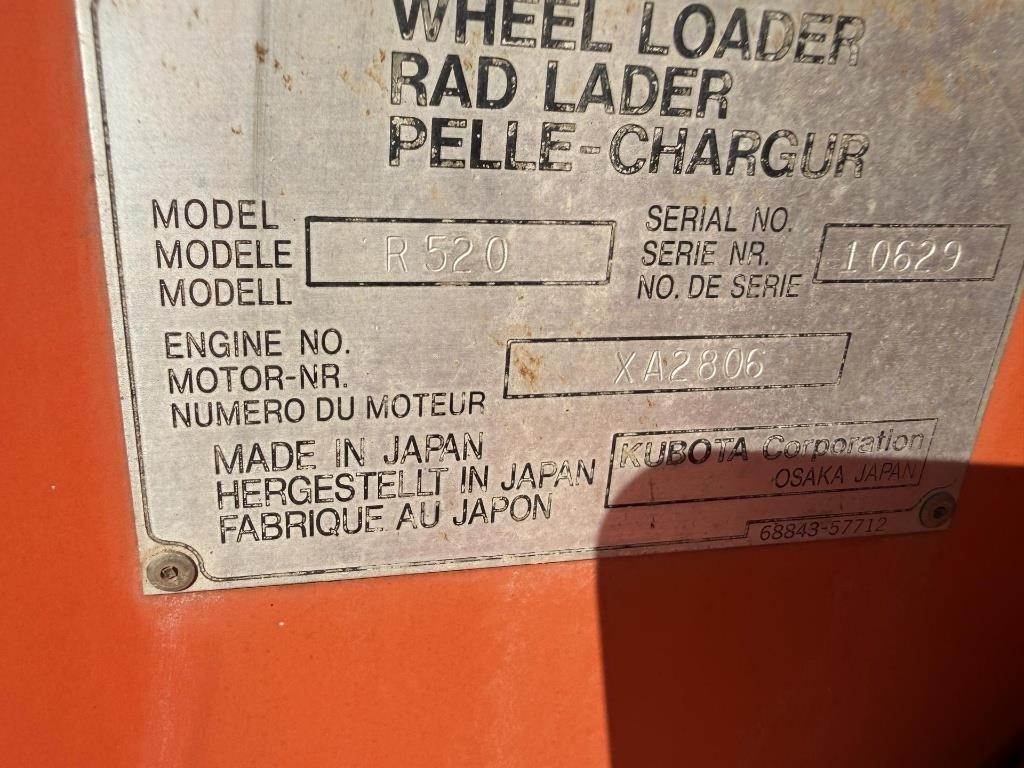 WHEEL LOADER
RAD LADER
PELLE-CHARGUR
MODEL
MODELE
MODELL
R520
SERIAL NO.
SERIE NR.
NO. DE SERIE
10629
ENGINE NO.
MOTOR-NR.
NUMERO DU MOTEUR
XA2806
MADE IN JAPAN
HERGESTELLT IN JAPAN
FABRIQUE AU JAPON
KUBOTA Corporation
OSAKA JAPAN
68843-57712